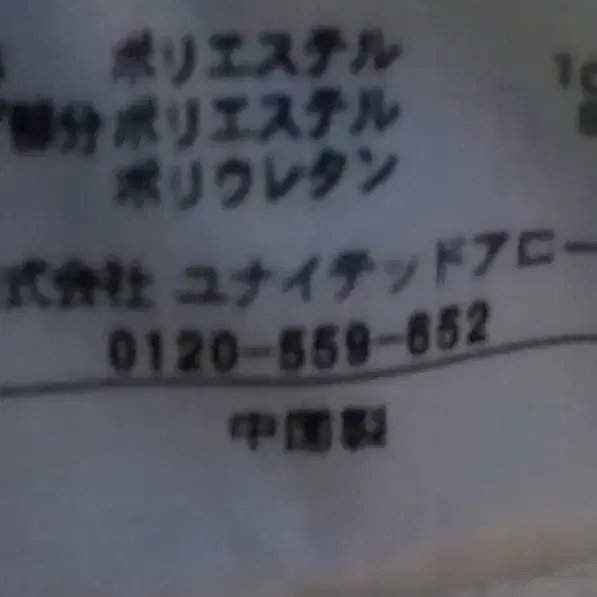 ポリエステル 10
部分 ポリエステル
ポリウレタン
式会社 ユナイテッドアロー
0120-559-652
中国製